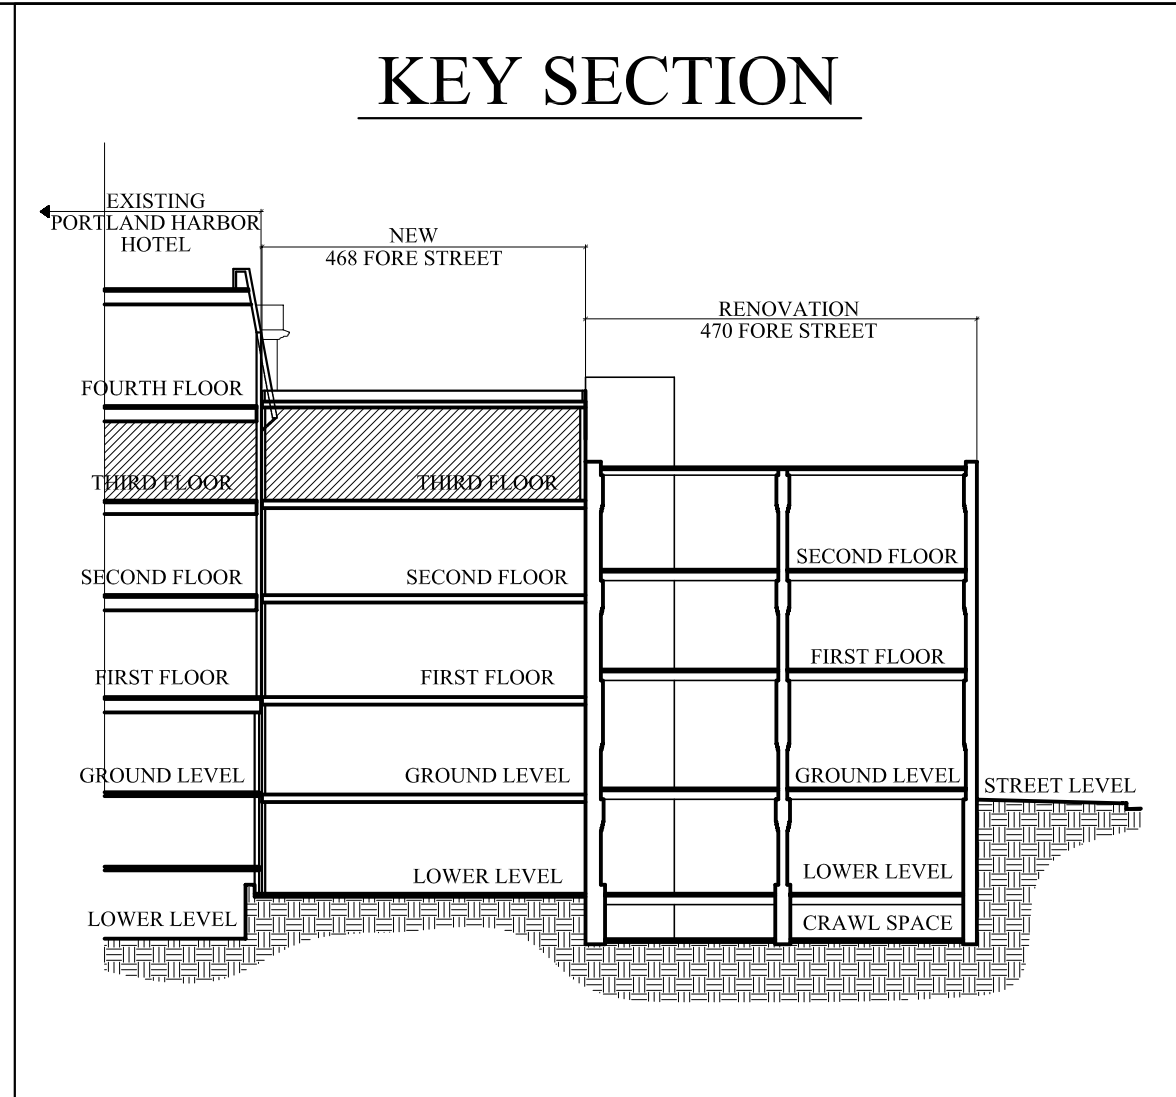 KEY SECTION
EXISTING
PORTLAND HARBOR
HOTEL
NEW
468 FORE STREET
RENOVATION
470 FORE STREET
FOURTH FLOOR
THIRD FLOOR
THIRD FLOOR
SECOND FLOOR
SECOND FLOOR
SECOND FLOOR
FIRST FLOOR
FIRST FLOOR
FIRST FLOOR
GROUND LEVEL
GROUND LEVEL
GROUND LEVEL
STREET LEVEL
LOWER LEVEL
LOWER LEVEL
LOWER LEVEL
CRAWL SPACE